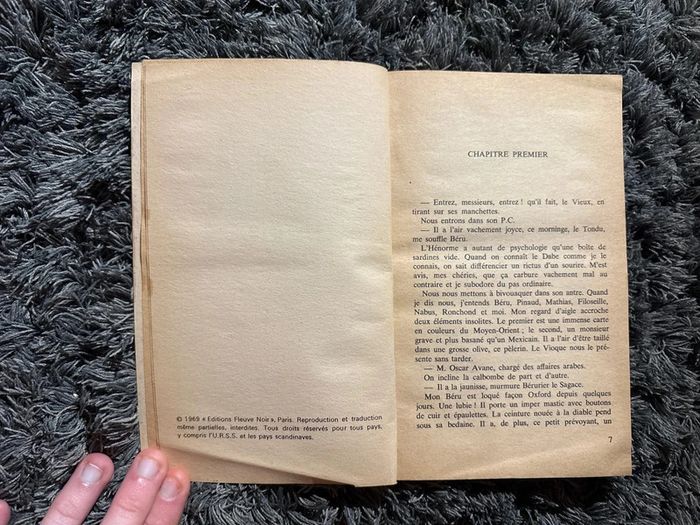 © 1969 « Editions Fleuve Noir », Paris. Reproduction et traduction
même partielles, interdites. Tous droits réservés pour tous pays,
y compris l'U.R.S.S. et les pays scandinaves.
CHAPITRE PREMIER
— Entrez, messieurs, entrez ! qu'il fait, le Vieux, en
tirant sur ses manchettes.
Nous entrons dans son P.C.
— Il a l'air vachement joyce, ce morninge, le Tondu,
me souffle Béru.
L'Hénorme a autant de psychologie qu'une boîte de
sardines vide. Quand on connaît le Dabe comme je le
connais, on sait différencier un rictus d'un sourire. M'est
avis, mes chéries, que ça carbure vachement mal au
contraire et je subodore du pas ordinaire.
Nous nous mettons à bivouaquer dans son antre. Quand
je dis nous, j'entends Béru, Pinaud, Mathias, Filoselle,
Nabus, Ronchond et moi. Mon regard d'aigle accroche
deux éléments insolites. Le premier est une immense carte
en couleurs du Moyen-Orient ; le second, un monsieur
grave et plus basané qu'un Mexicain. Il a l'air d'être taillé
dans une grosse olive, ce pèlerin. Le Vioque nous le pré-
sente sans tarder.
— M. Oscar Avane, chargé des affaires arabes.
On incline la calbombe de part et d'autre.
— Il a la jaunisse, murmure Bérurier le Sagace.
Mon Béru est loqué façon Oxford depuis quelques
jours. Une lubie ! Il porte un imper mastic avec boutons
de cuir et épaulettes. La ceinture nouée à la diable pend
sous sa bedaine. Il a, de plus, ce petit prévoyant, un
7